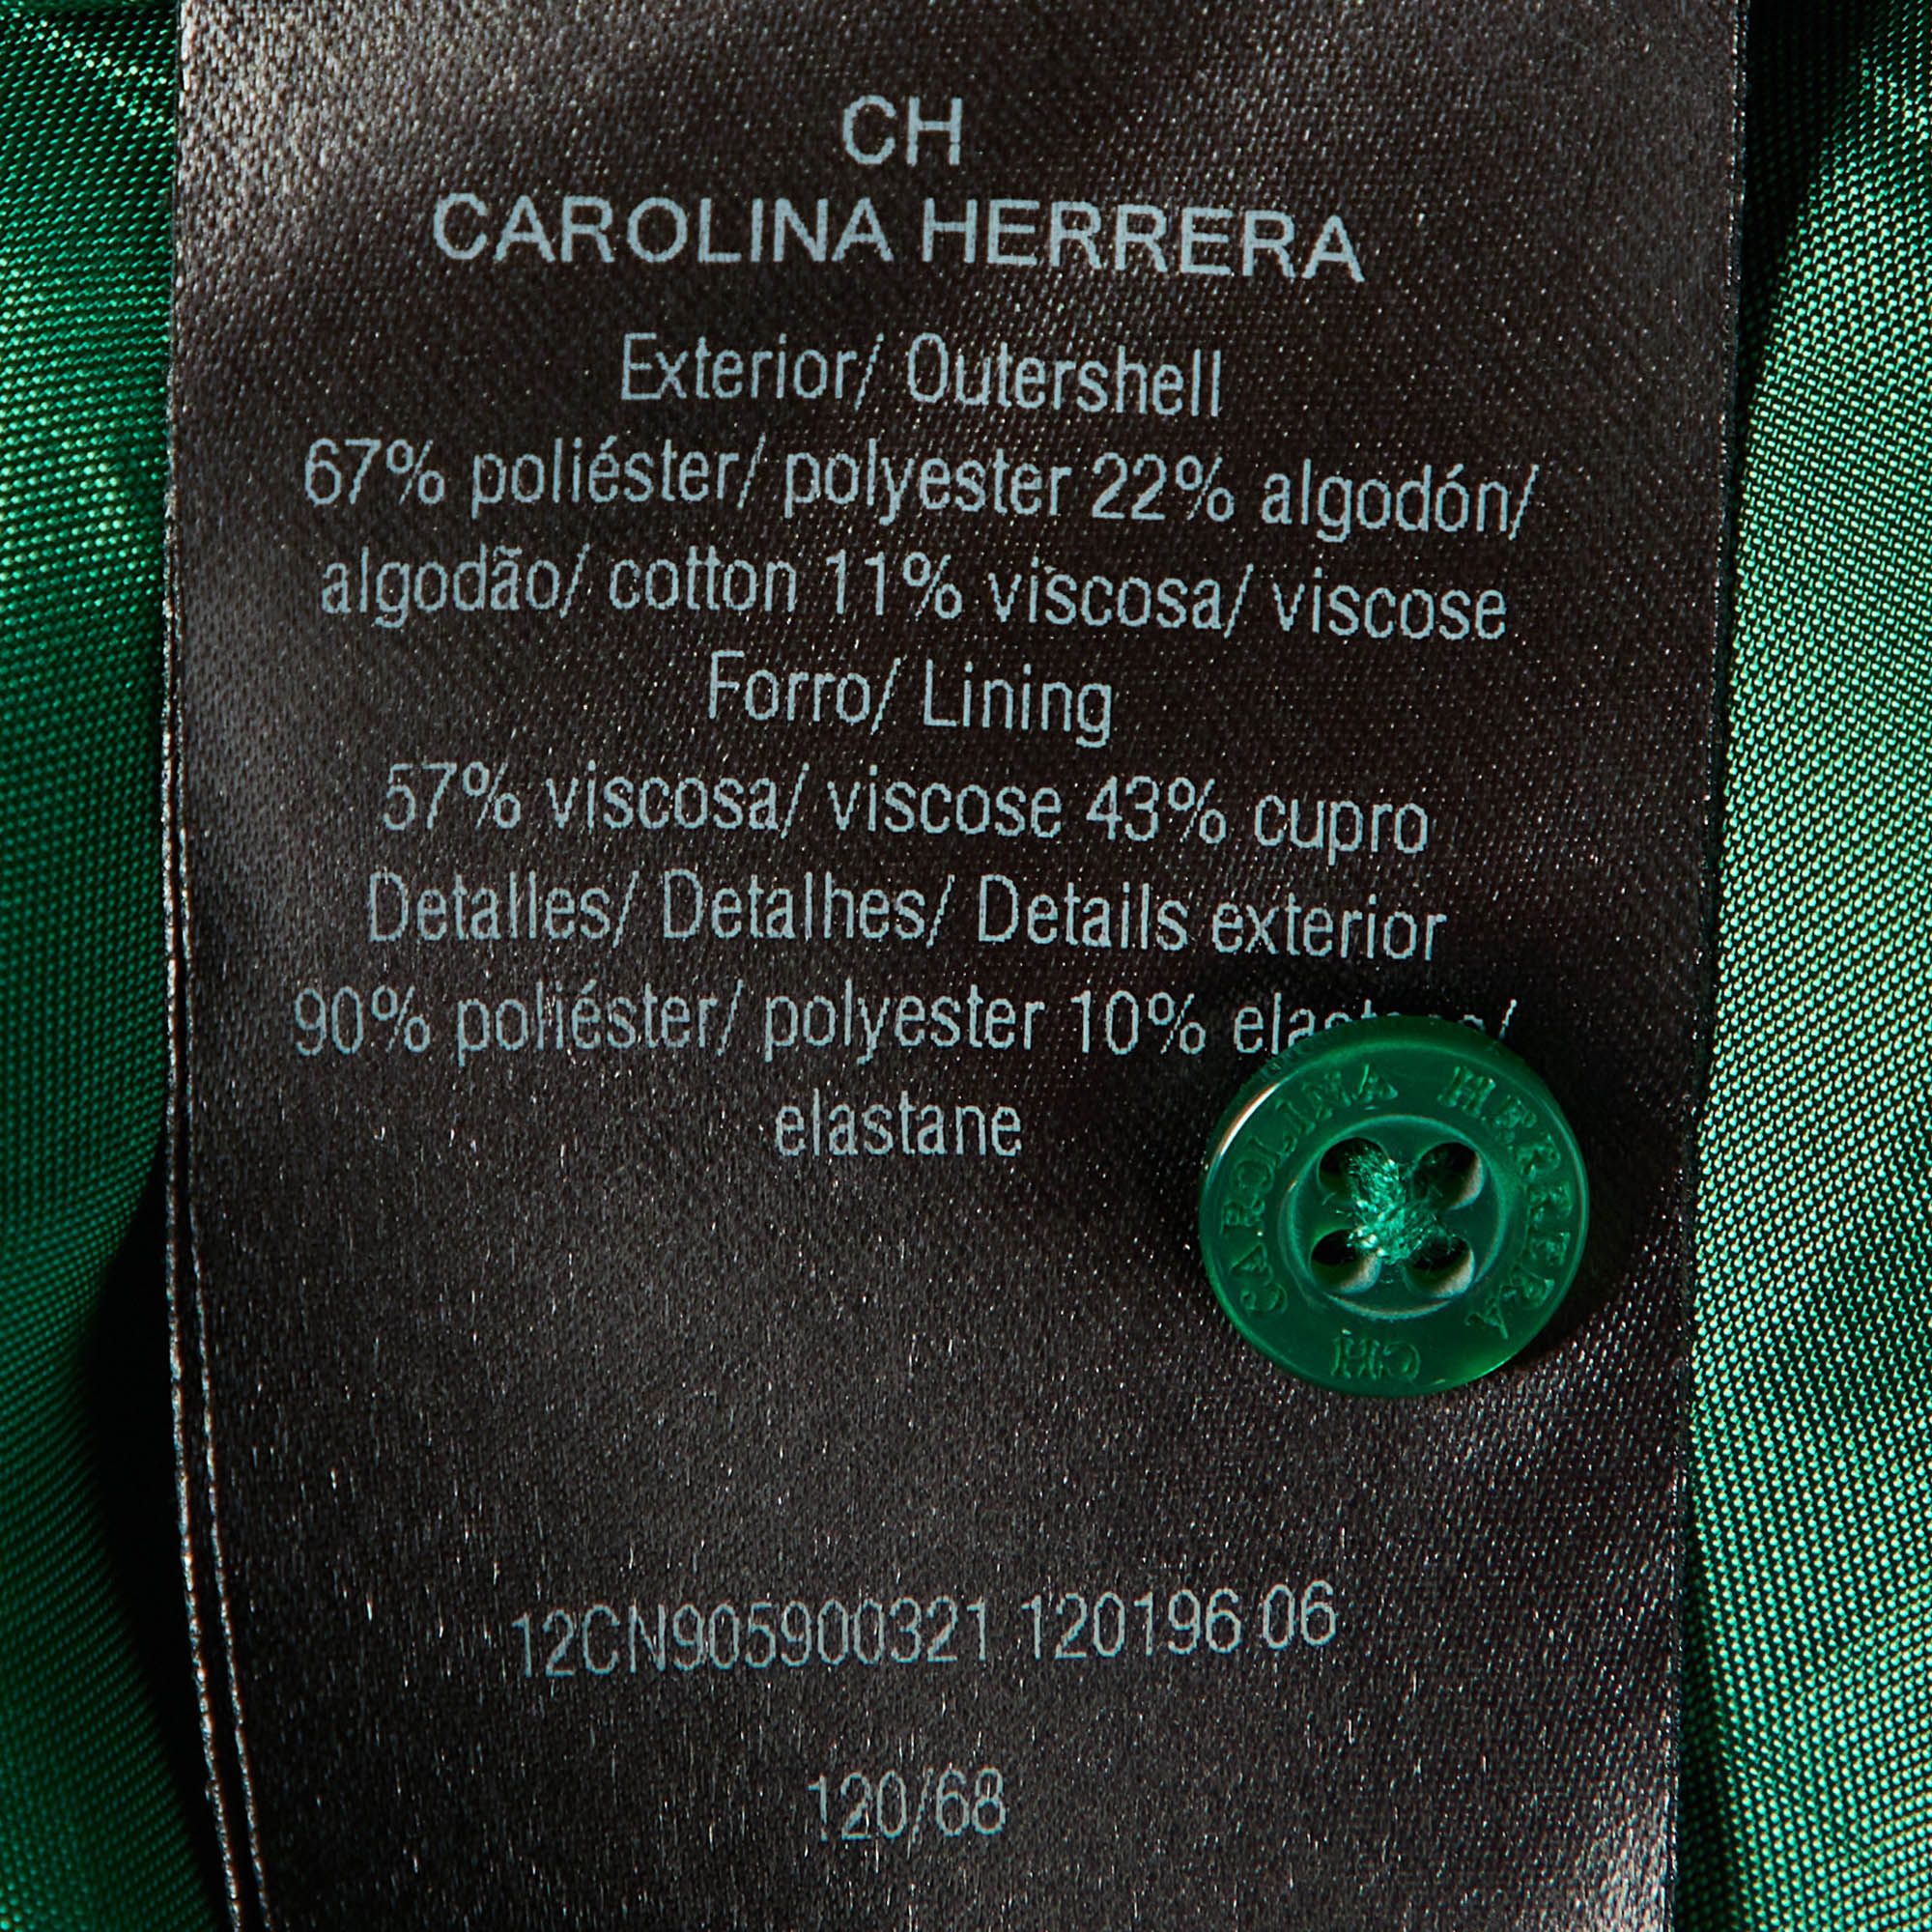 CH
CAROLINA HERRERA
Exterior/ Outershell
67% poliéster/ polyester 22% algodón/
algodão/ cotton 11% viscosa/ viscose
Forro/ Lining
57% viscosa/ viscose 43% cupro
Detalles/ Detalhes/ Details exterior
90% poliéster/ polyester 10%
elastane
CAROLINA HERRERA
CH
12CN905900321 120196 06
120/68